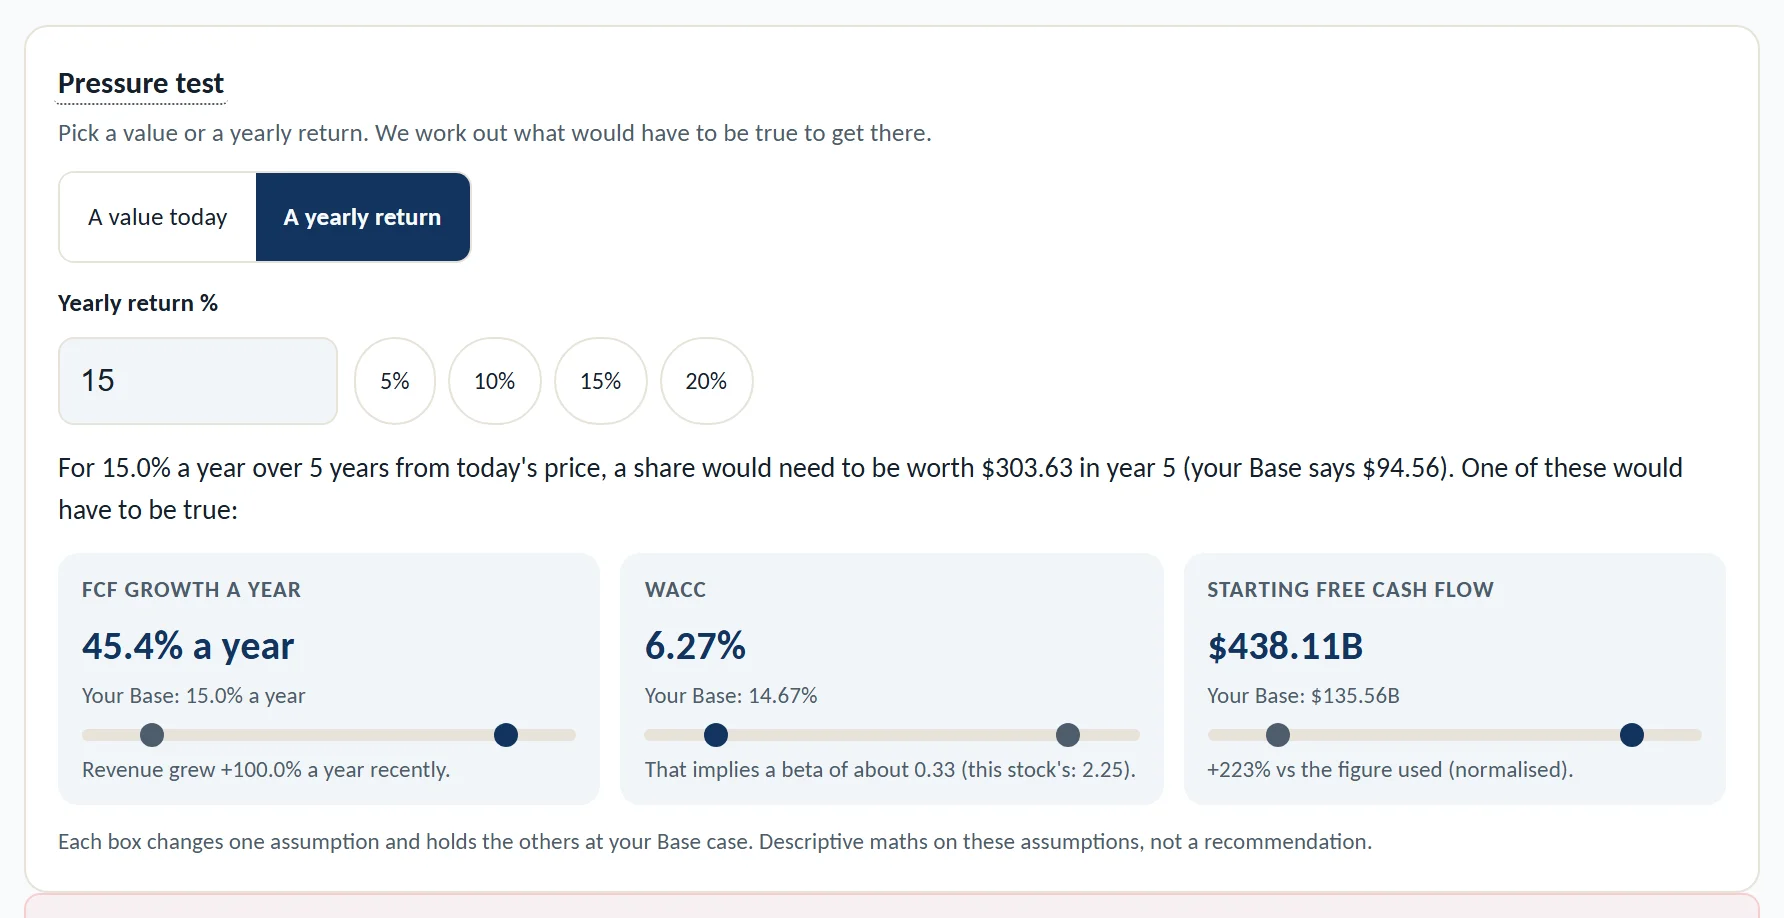 Pressure test
Pick a value or a yearly return. We work out what would have to be true to get there.
A value today
A yearly return
Yearly return %
15
5%
10%
15%
20%
For 15.0% a year over 5 years from today's price, a share would need to be worth $303.63 in year 5 (your Base says $94.56). One of these would
have to be true:
FCF GROWTH A YEAR
45.4% a year
Your Base: 15.0% a year
Revenue grew +100.0% a year recently.
WACC
6.27%
Your Base: 14.67%
That implies a beta of about 0.33 (this stock's: 2.25).
STARTING FREE CASH FLOW
$438.11B
Your Base: $135.56B
+223% vs the figure used (normalised).
Each box changes one assumption and holds the others at your Base case. Descriptive maths on these assumptions, not a recommendation.